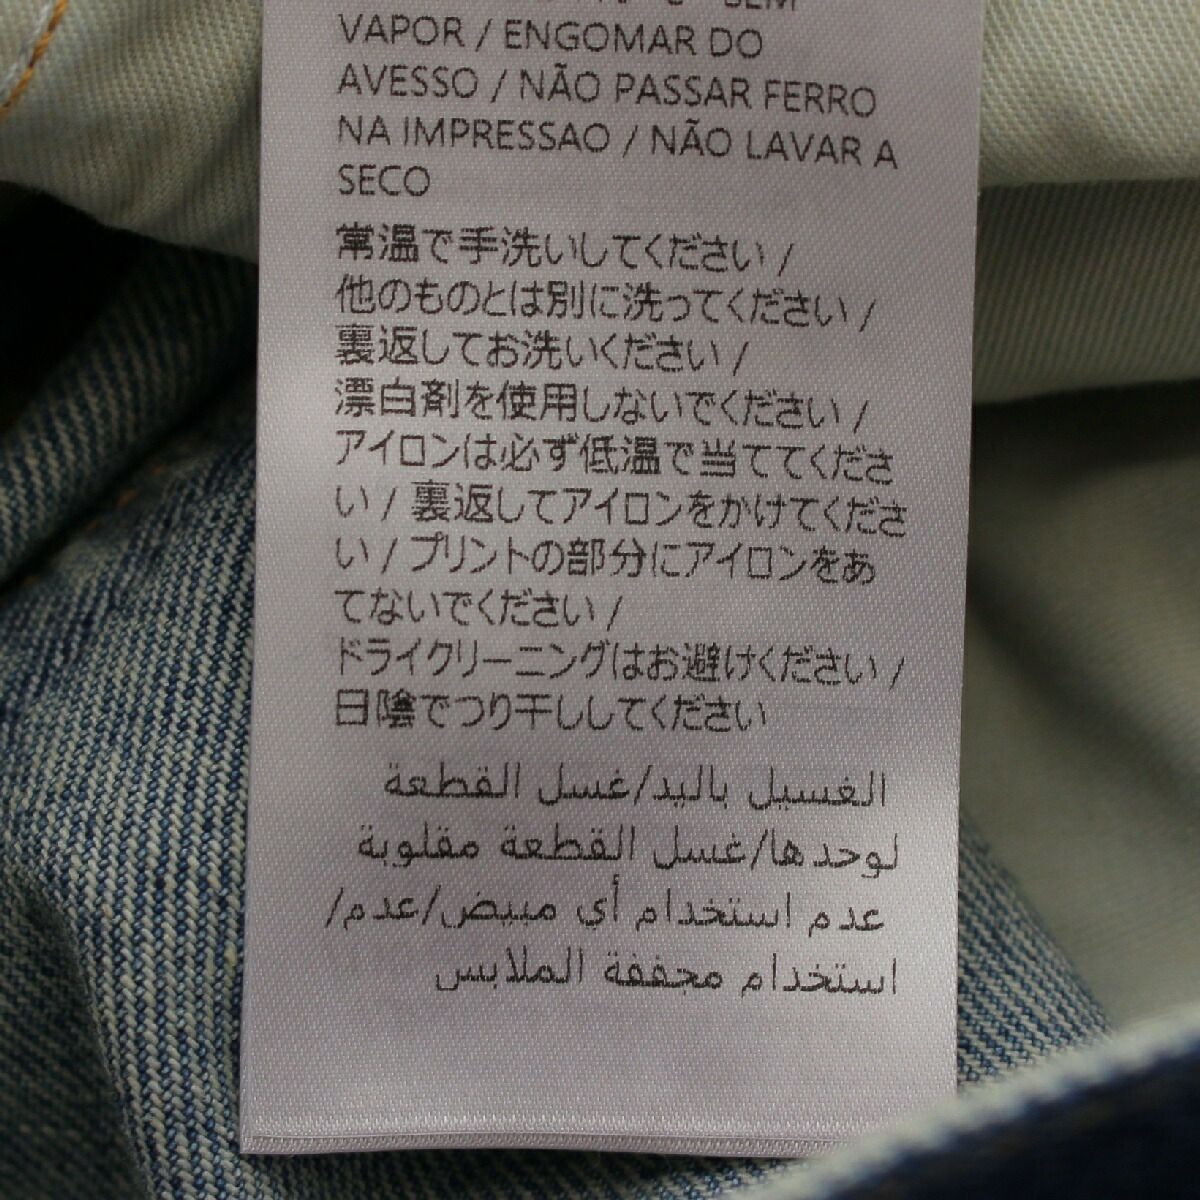 VAPOR / ENGOMAR DO
AVESSO / NÃO PASSAR FERRO
NA IMPRESSAO / NÃO LAVAR A
SECO
常温で手洗いしてください /
他のものとは別に洗ってください /
裏返してお洗いください /
漂白剤を使用しないでください /
アイロンは必ず低温で当ててくださ
い / 裏返してアイロンをかけてくださ
い / プリントの部分にアイロンをあ
てないでください /
ドライクリーニングはお避けください /
日陰でつり干ししてください
الغسيل باليد/غسل القطعة
لوحدها/غسل القطعة مقلوبة
عدم استخدام أي مبيض/عدم/
استخدام مجففة الملابس